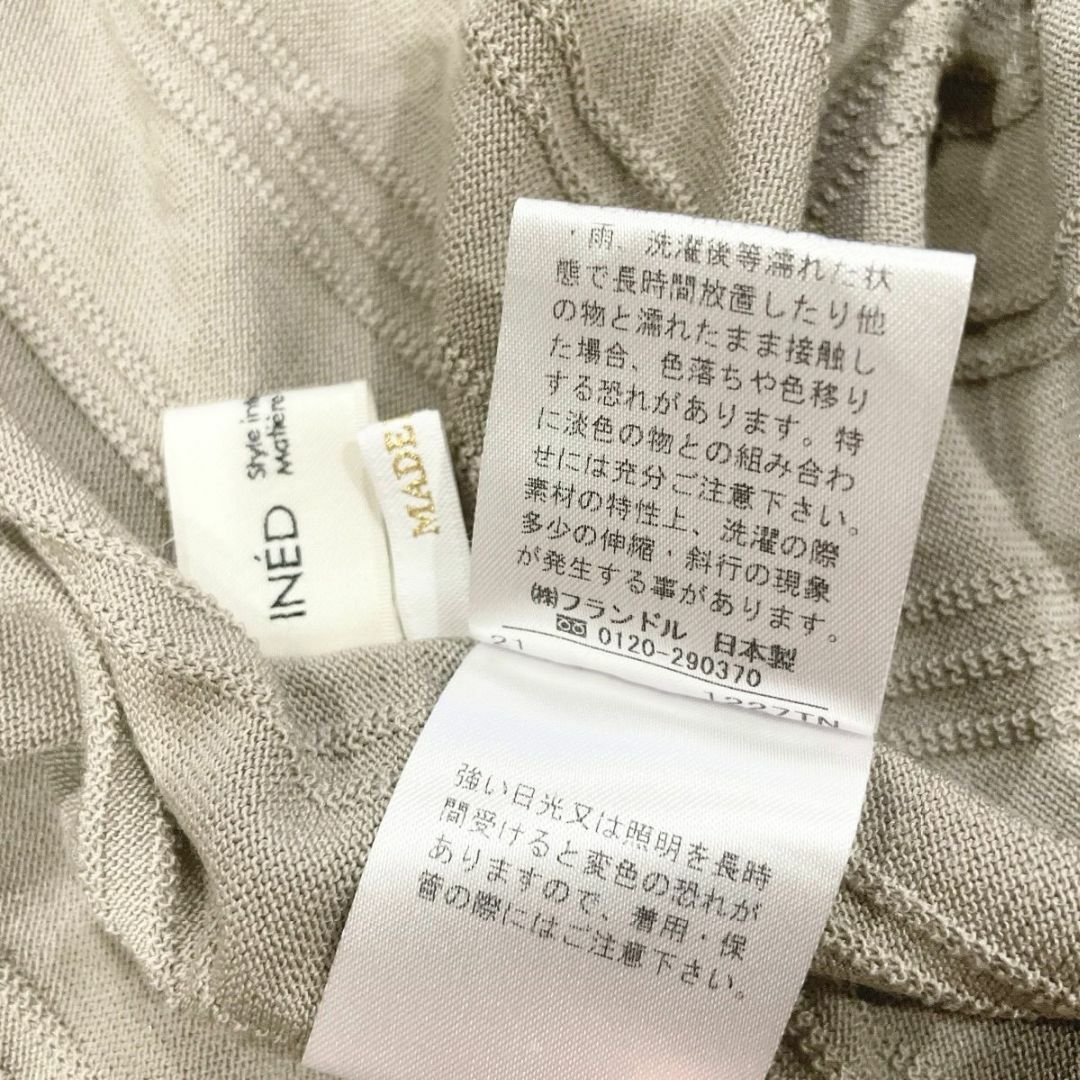 ・雨、洗濯後等濡れた状
態で長時間放置したり他
の物と濡れたまま接触し
た場合、色落ちや色移り
する恐れがあります。特
に淡色の物との組み合わ
せには充分ご注意下さい。
素材の特性上、洗濯の際
多少の伸縮・斜行の現象
が発生する事があります。
㈱フランドル 日本製
0120-290370
21
1227TN
強い日光又は照明を長時
間受けると変色の恐れが
ありますので、着用・保
管の際にはご注意下さい。
INÉD
Style
Matière
MADE